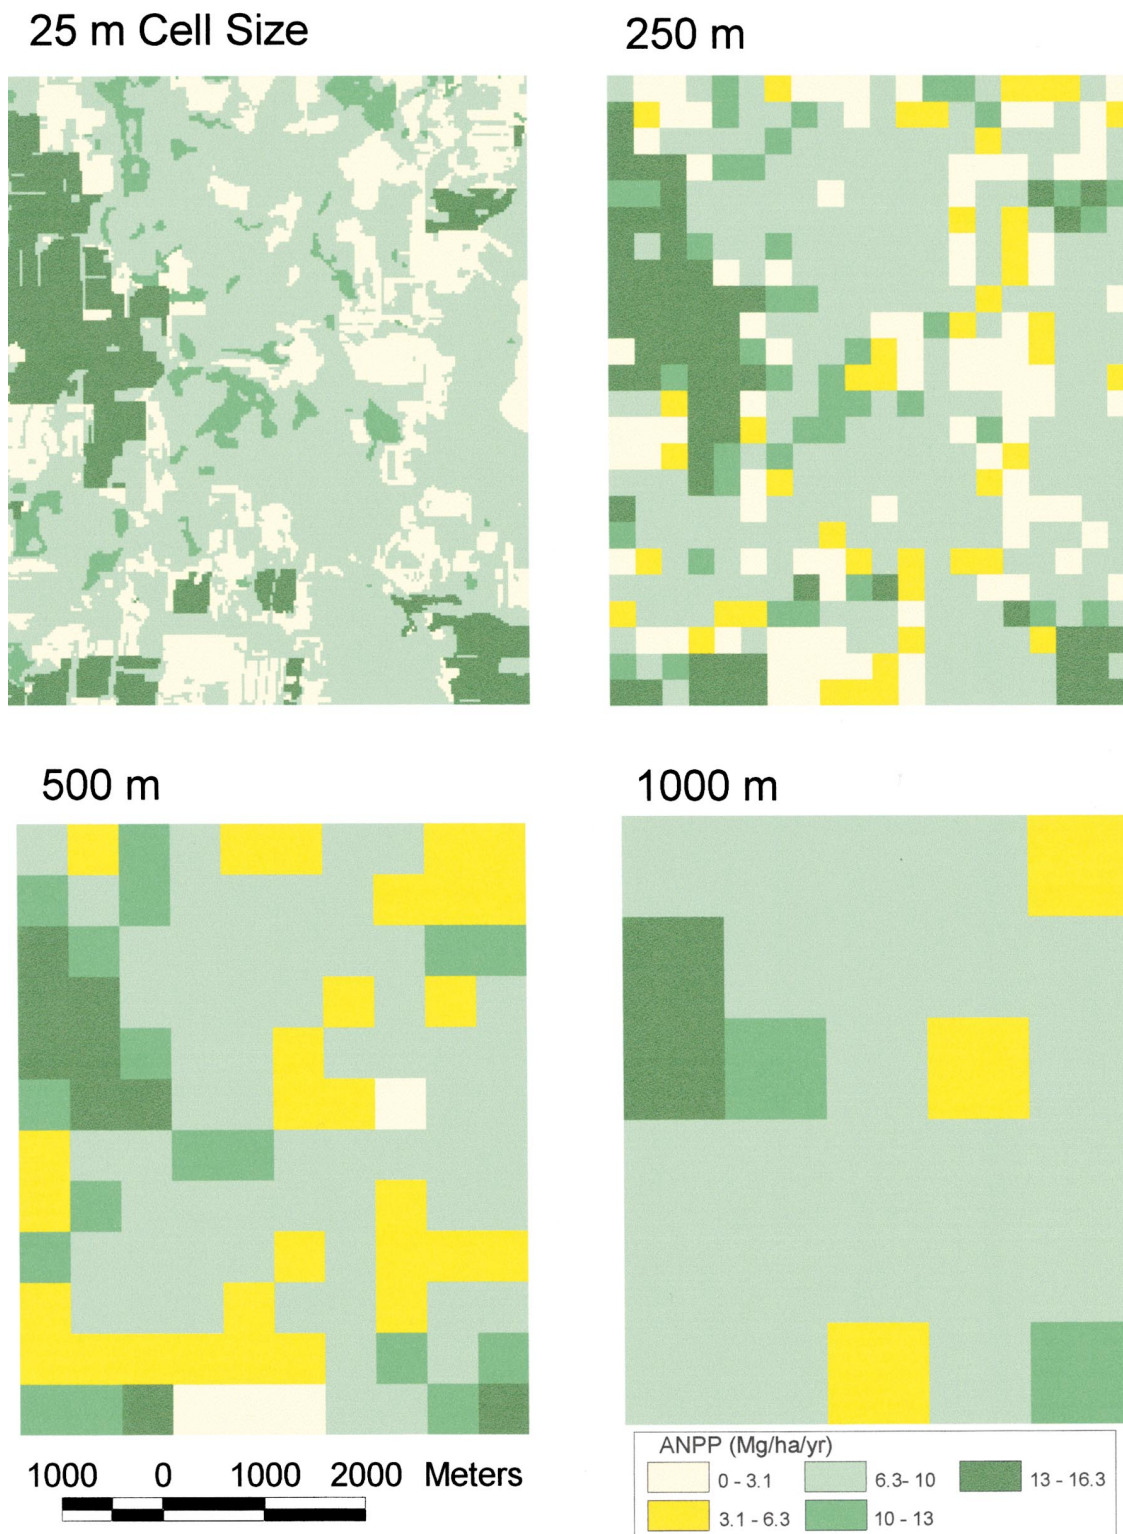 25 m Cell Size
250 m
500 m
1000 m
1000 0 1000 2000 Meters
ANPP (Mg/ha/yr)
0 - 3.1 6.3- 10 13 - 16.3
3.1 - 6.3 10 - 13